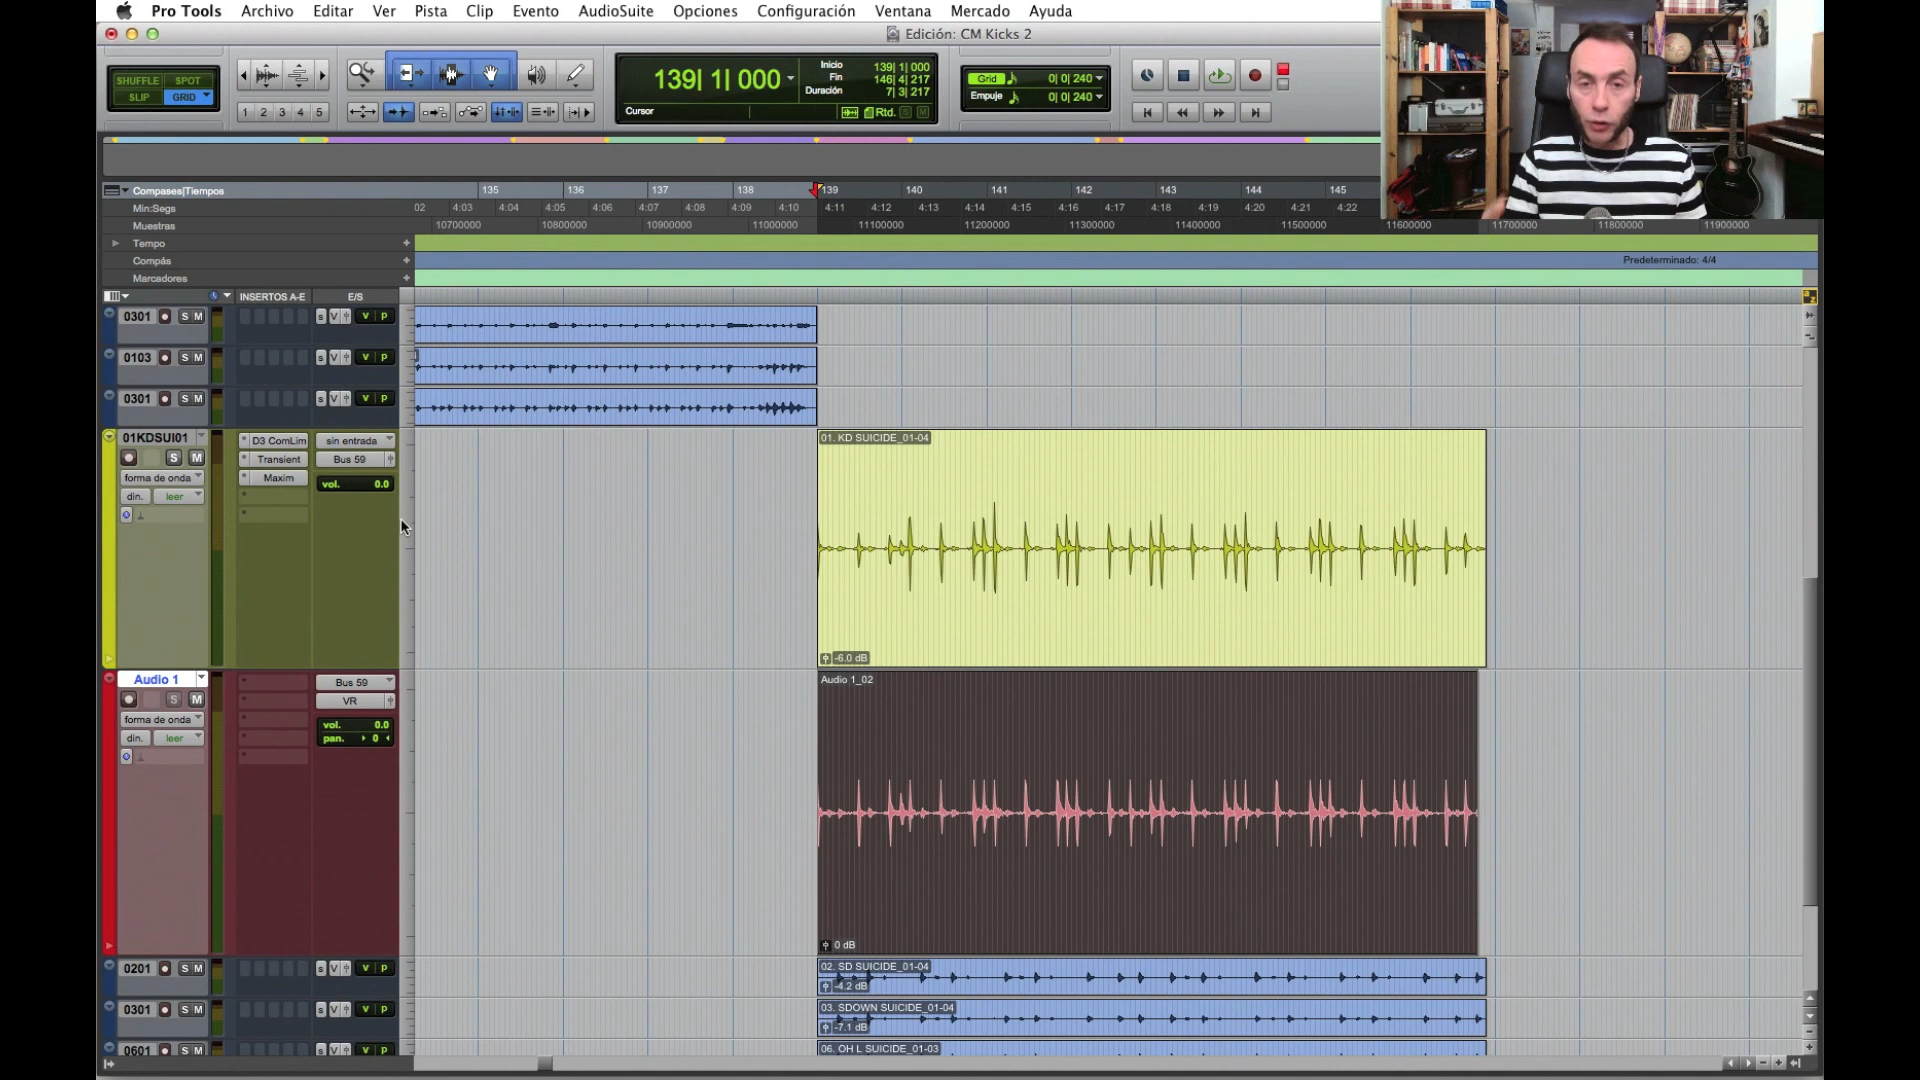 Pro Tools Archivo Editar Ver Pista Clip Evento AudioSuite Opciones Configuración Ventana Mercado Ayuda
Edición: CM Kicks 2
SHUFFLE SPOT
SLIP GRID
1 2 3 4 5
139| 1| 000
Inicio 139| 1| 000
Fin 146| 4| 217
Duración 7| 3| 217
Cursor
Rtd. S M
Grid 0| 0| 240
Empuje 0| 0| 240
Compases|Tiempos 135 136 137 138 139 140 141 142 143 144 145
Min:Segs 02 4:03 4:04 4:05 4:06 4:07 4:08 4:09 4:10 4:11 4:12 4:13 4:14 4:15 4:16 4:17 4:18 4:19 4:20 4:21 4:22
Muestras 10700000 10800000 10900000 11000000 11100000 11200000 11300000 11400000 11500000 11600000 11700000 11800000 11900000
Tempo
Compás Predeterminado: 4/4
Marcadores
INSERTOS A-E E/S
0301 S M s V v p
0103 S M s V v p
0301 S M s V v p
01KDSUI01
S M
forma de onda
din. leer
D3 ComLim
Transient
Maxim
sin entrada
Bus 59
vol. 0.0
01. KD SUICIDE_01-04
-6.0 dB
Audio 1
S M
forma de onda
din. leer
Bus 59
VR
vol. 0.0
pan. 0
Audio 1_02
0 dB
0201 S M s V v p
02. SD SUICIDE_01-04
-4.2 dB
0301 S M s V v p
03. SDOWN SUICIDE_01-04
-7.1 dB
0601 S M s V v p
06. OH L SUICIDE_01-03